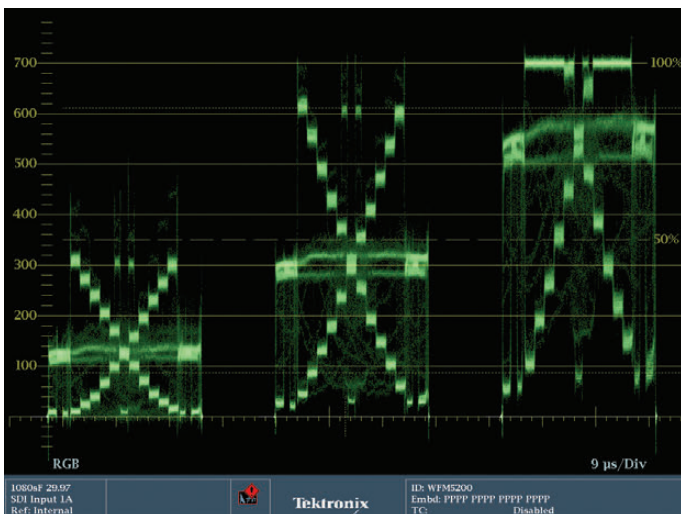 700
100%
600
500
400
50%
300
200
100
RGB
9 µs/Div
1080sF 29.97
SDI Input 1A
Ref: Internal
Tektronix
ID: WFM5200
Embd: PPPP PPPP PPPP PPPP
TC: Disabled